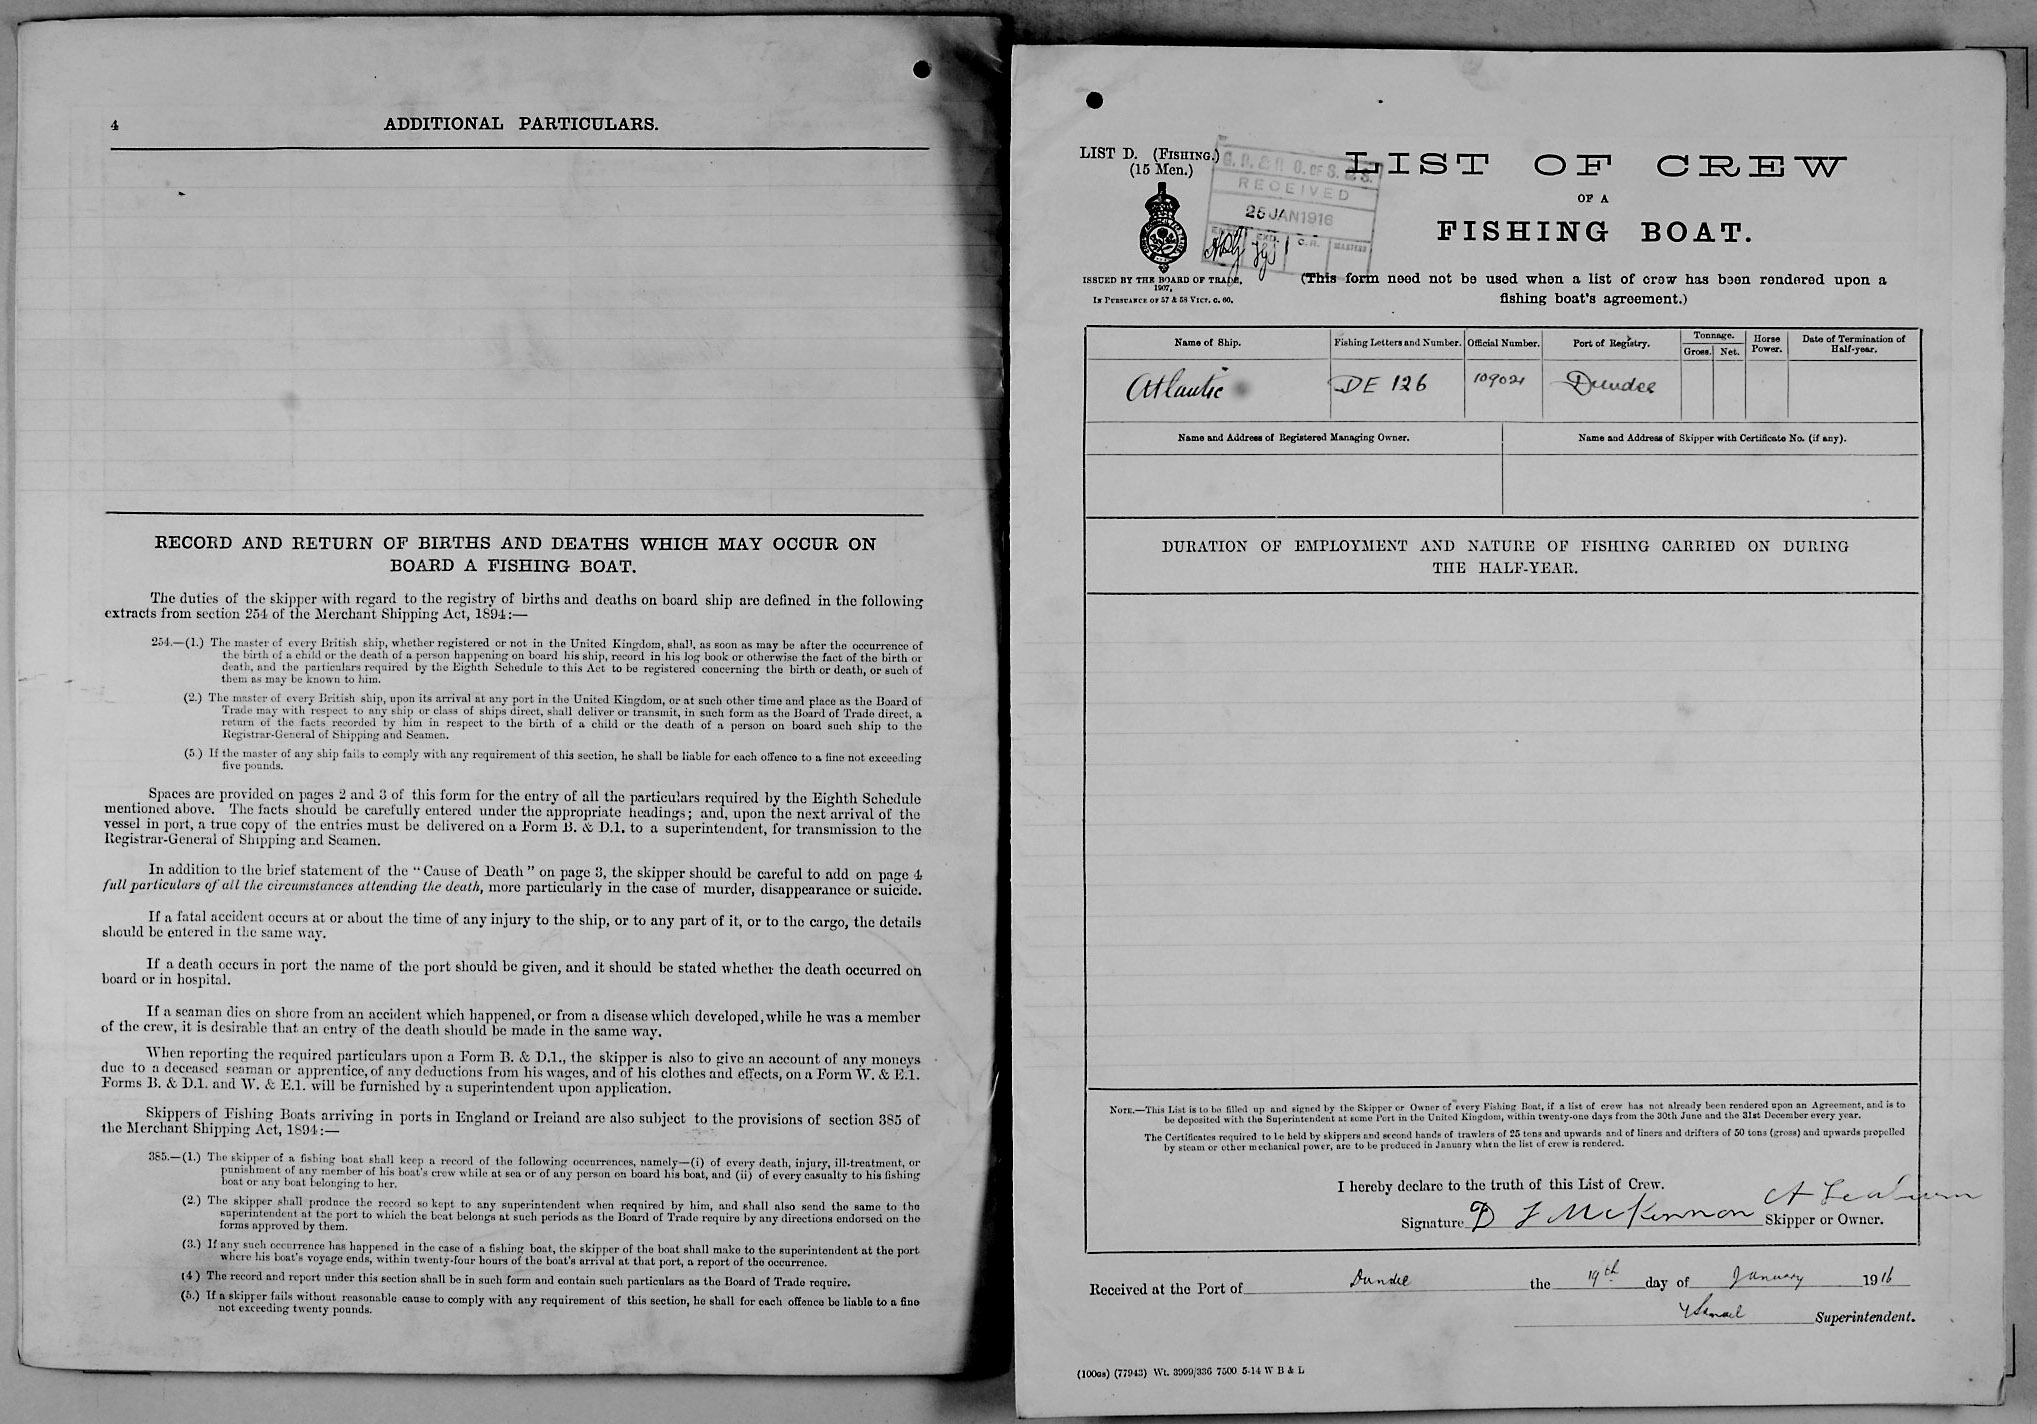 4
ADDITIONAL PARTICULARS.
RECORD AND RETURN OF BIRTHS AND DEATHS WHICH MAY OCCUR ON
BOARD A FISHING BOAT.
The duties of the skipper with regard to the registry of births and deaths on board ship are defined in the following
extracts from section 254 of the Merchant Shipping Act, 1894:—
254.—(1.) The master of every British ship, whether registered or not in the United Kingdom, shall, as soon as may be after the occurrence of
the birth of a child or the death of a person happening on board his ship, record in his log book or otherwise the fact of the birth or
death, and the particulars required by the Eighth Schedule to this Act to be registered concerning the birth or death, or such of
them as may be known to him.
(2.) The master of every British ship, upon its arrival at any port in the United Kingdom, or at such other time and place as the Board of
Trade may with respect to any ship or class of ships direct, shall deliver or transmit, in such form as the Board of Trade direct, a
return of the facts recorded by him in respect to the birth of a child or the death of a person on board such ship to the
Registrar-General of Shipping and Seamen.
(5.) If the master of any ship fails to comply with any requirement of this section, he shall be liable for each offence to a fine not exceeding
five pounds.
Spaces are provided on pages 2 and 3 of this form for the entry of all the particulars required by the Eighth Schedule
mentioned above. The facts should be carefully entered under the appropriate headings; and, upon the next arrival of the
vessel in port, a true copy of the entries must be delivered on a Form B. & D.1. to a superintendent, for transmission to the
Registrar-General of Shipping and Seamen.
In addition to the brief statement of the "Cause of Death" on page 3, the skipper should be careful to add on page 4
full particulars of all the circumstances attending the death, more particularly in the case of murder, disappearance or suicide.
If a fatal accident occurs at or about the time of any injury to the ship, or to any part of it, or to the cargo, the details
should be entered in the same way.
If a death occurs in port the name of the port should be given, and it should be stated whether the death occurred on
board or in hospital.
If a seaman dies on shore from an accident which happened, or from a disease which developed, while he was a member
of the crew, it is desirable that an entry of the death should be made in the same way.
When reporting the required particulars upon a Form B. & D.1., the skipper is also to give an account of any moneys
due to a deceased seaman or apprentice, of any deductions from his wages, and of his clothes and effects, on a Form W. & E.1.
Forms B. & D.1. and W. & E.1. will be furnished by a superintendent upon application.
Skippers of Fishing Boats arriving in ports in England or Ireland are also subject to the provisions of section 385 of
the Merchant Shipping Act, 1894:—
385.—(1.) The skipper of a fishing boat shall keep a record of the following occurrences, namely—(i) of every death, injury, ill-treatment, or
punishment of any member of his boat's crew while at sea or of any person on board his boat, and (ii) of every casualty to his fishing
boat or any boat belonging to her.
(2.) The skipper shall produce the record so kept to any superintendent when required by him, and shall also send the same to the
superintendent at the port to which the boat belongs at such periods as the Board of Trade require by any directions endorsed on the
forms approved by them.
(3.) If any such occurrence has happened in the case of a fishing boat, the skipper of the boat shall make to the superintendent at the port
where his boat's voyage ends, within twenty-four hours of the boat's arrival at that port, a report of the occurrence.
(4) The record and report under this section shall be in such form and contain such particulars as the Board of Trade require.
(5.) If a skipper fails without reasonable cause to comply with any requirement of this section, he shall for each offence be liable to a fine
not exceeding twenty pounds.
LIST D. (FISHING.)
(15 Men.)
G. R. & R. O. OF S. & S.
RECEIVED
25 JAN 1916
EXD. C.R. MASTERS
ISSUED BY THE BOARD OF TRADE,
1907,
IN PURSUANCE OF 57 & 58 VICT. C. 60.
LIST OF CREW
OF A
FISHING BOAT.
(This form need not be used when a list of crew has been rendered upon a
fishing boat's agreement.)
Name of Ship. Fishing Letters and Number. Official Number. Port of Registry. Tonnage. Gross. Net. Horse Power. Date of Termination of Half-year.
Atlantic DE 126 109021 Dundee
Name and Address of Registered Managing Owner. Name and Address of Skipper with Certificate No. (if any).
DURATION OF EMPLOYMENT AND NATURE OF FISHING CARRIED ON DURING
THE HALF-YEAR.
NOTE.—This List is to be filled up and signed by the Skipper or Owner of every Fishing Boat, if a list of crew has not already been rendered upon an Agreement, and is to
be deposited with the Superintendent at some Port in the United Kingdom, within twenty-one days from the 30th June and the 31st December every year.
The Certificates required to be held by skippers and second hands of trawlers of 25 tons and upwards and of liners and drifters of 50 tons (gross) and upwards propelled
by steam or other mechanical power, are to be produced in January when the list of crew is rendered.
I hereby declare to the truth of this List of Crew.
Signature D McKinnon Skipper or Owner.
Received at the Port of Dundee the 19th day of January 1916
Superintendent.
(100as) (77943) Wt. 3999/336 7500 5-14 W B & L